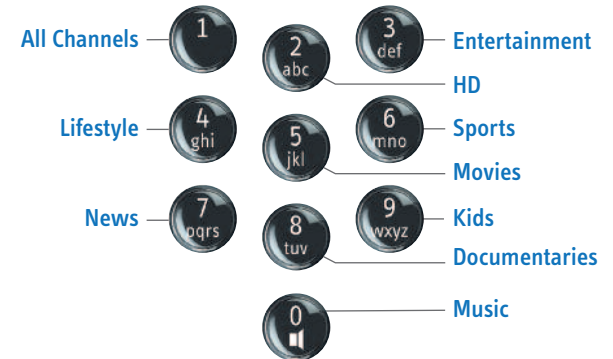 All Channels
1
2
abc
3
def
Entertainment
HD
Lifestyle
4
ghi
5
jkl
6
mno
Sports
Movies
News
7
pqrs
8
tuv
9
wxyz
Kids
Documentaries
0
Music